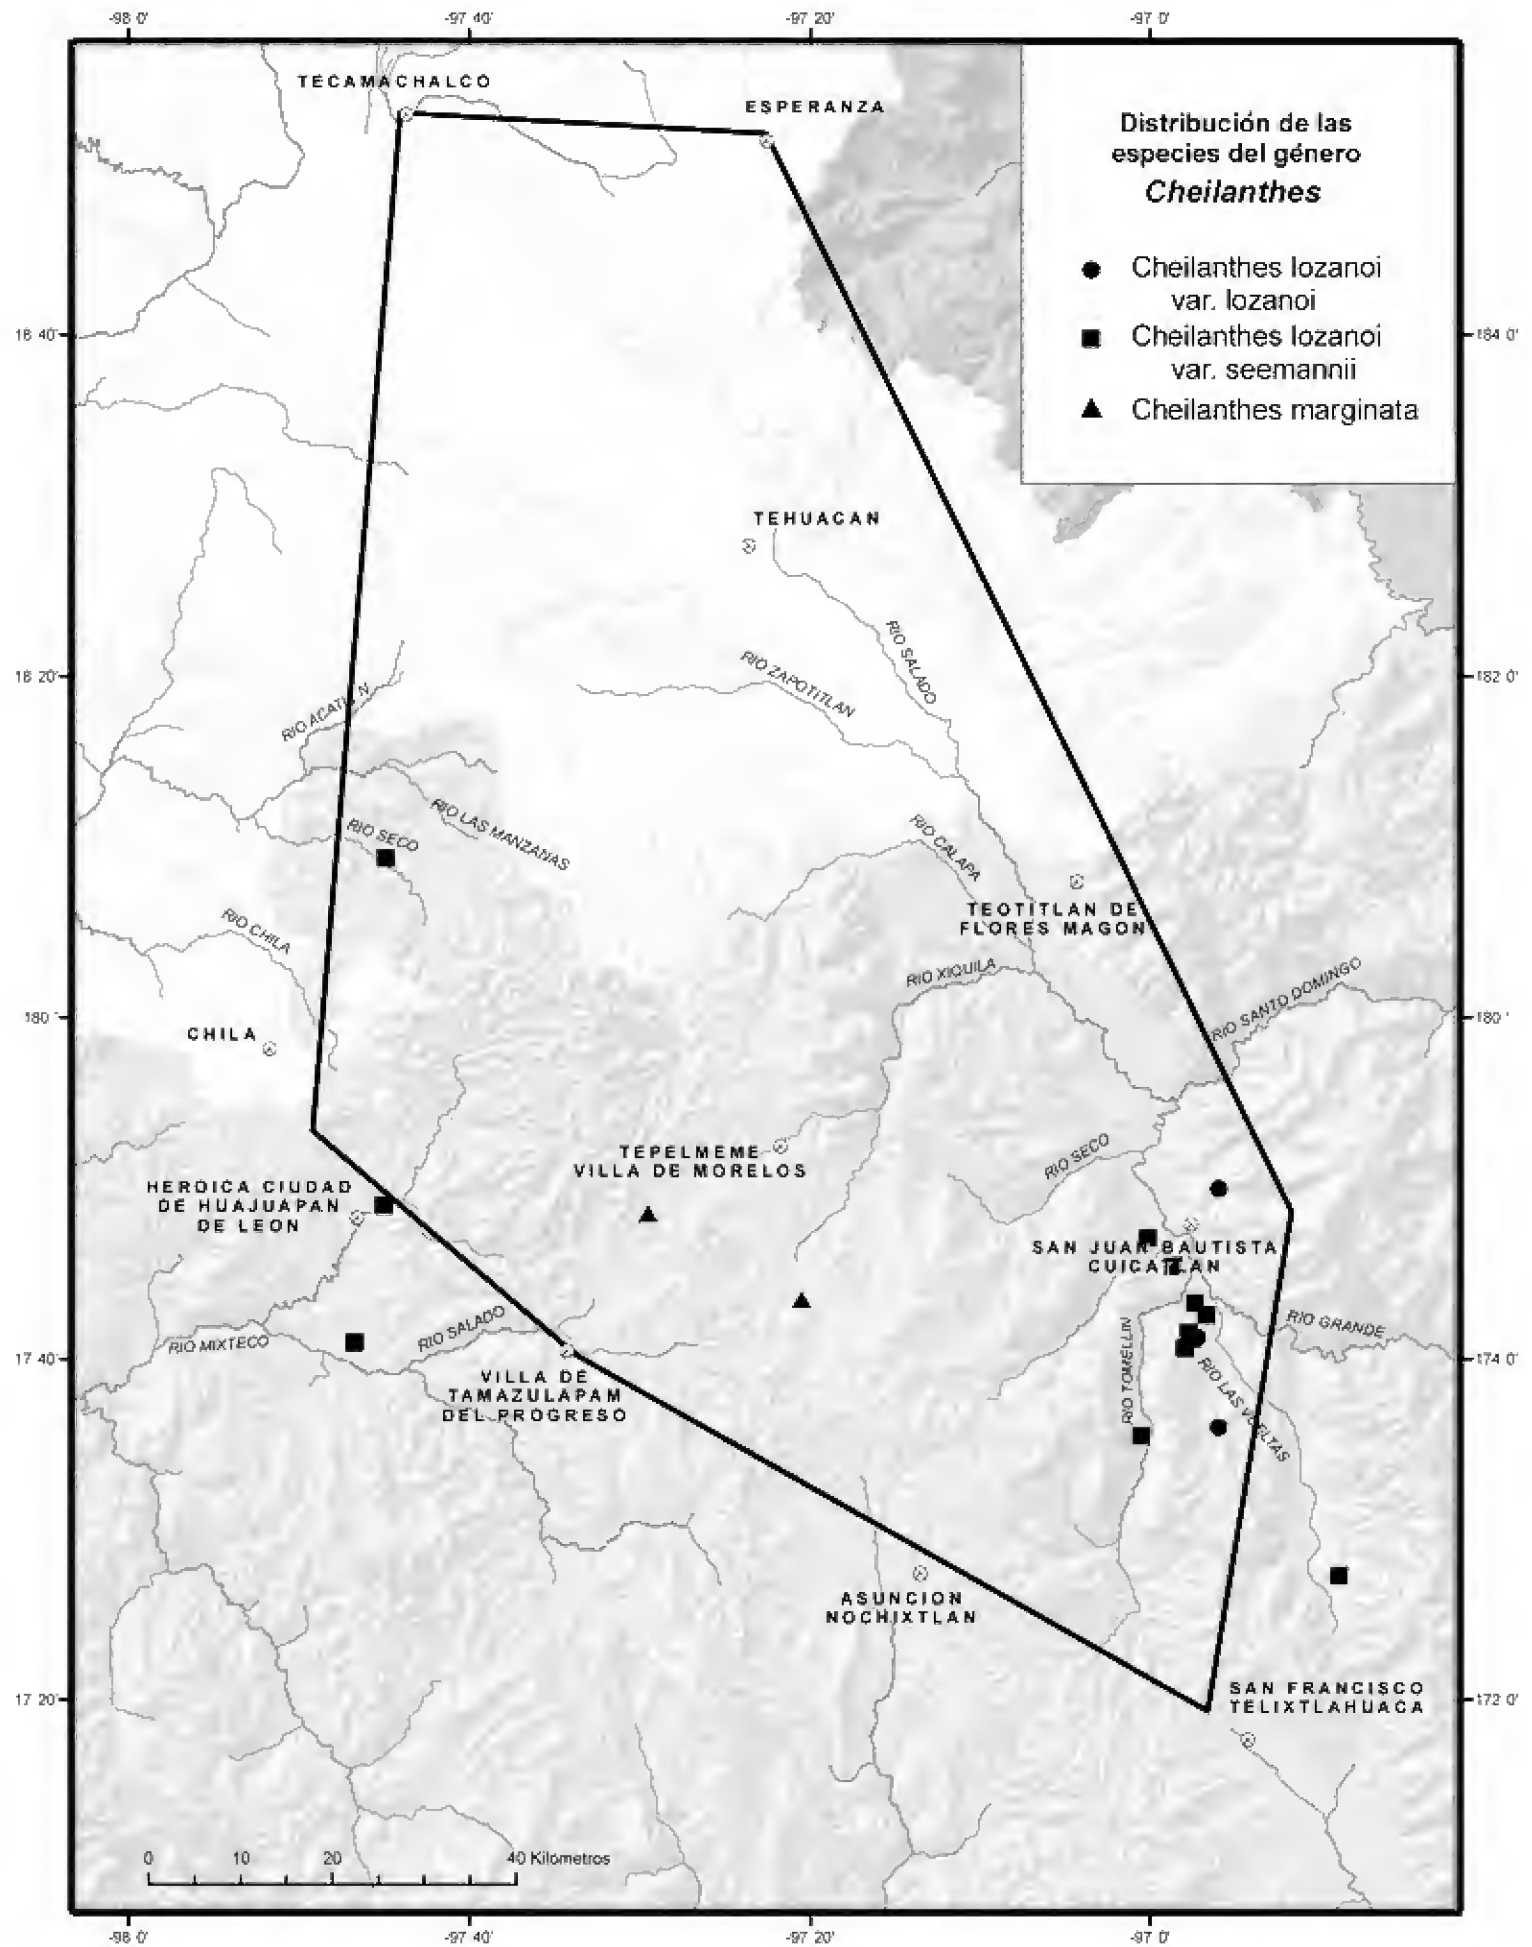 -98 0'
-97 40'
-97 20'
-97 0'
TECAMACHALCO
ESPERANZA
Distribución de las
especies del género
Cheilanthes
Cheilanthes lozanoi
var. lozanoi
Cheilanthes lozanoi
var. seemannii
Cheilanthes marginata
18 40'
184 0'
TEHUACAN
RIO SALADO
RIO ZAPOTITLAN
18 20'
182 0'
RIO LAS MANZANAS
RIO SECO
RIO CALAPA
TEOTITLAN DE
FLORES MAGON
RIO CHILA
RIO XIQUILA
RIO SANTO DOMINGO
180 '
180 '
CHILA
TEPELMEME
VILLA DE MORELOS
RIO SECO
HEROICA CIUDAD
DE HUAJUAPAN
DE LEON
SAN JUAN BAUTISTA
CUICATLAN
RIO SALADO
RIO MIXTECO
RIO GRANDE
17 40'
174 0'
VILLA DE
TAMAZULAPAM
DEL PROGRESO
RIO TOMELLIN
RIO LAS VUELTAS
ASUNCION
NOCHIXTLAN
17 20'
172 0'
SAN FRANCISCO
TELIXTLAHUACA
0 10 20 40 Kilometros
-98 0'
-97 40'
-97 20'
-97 0'